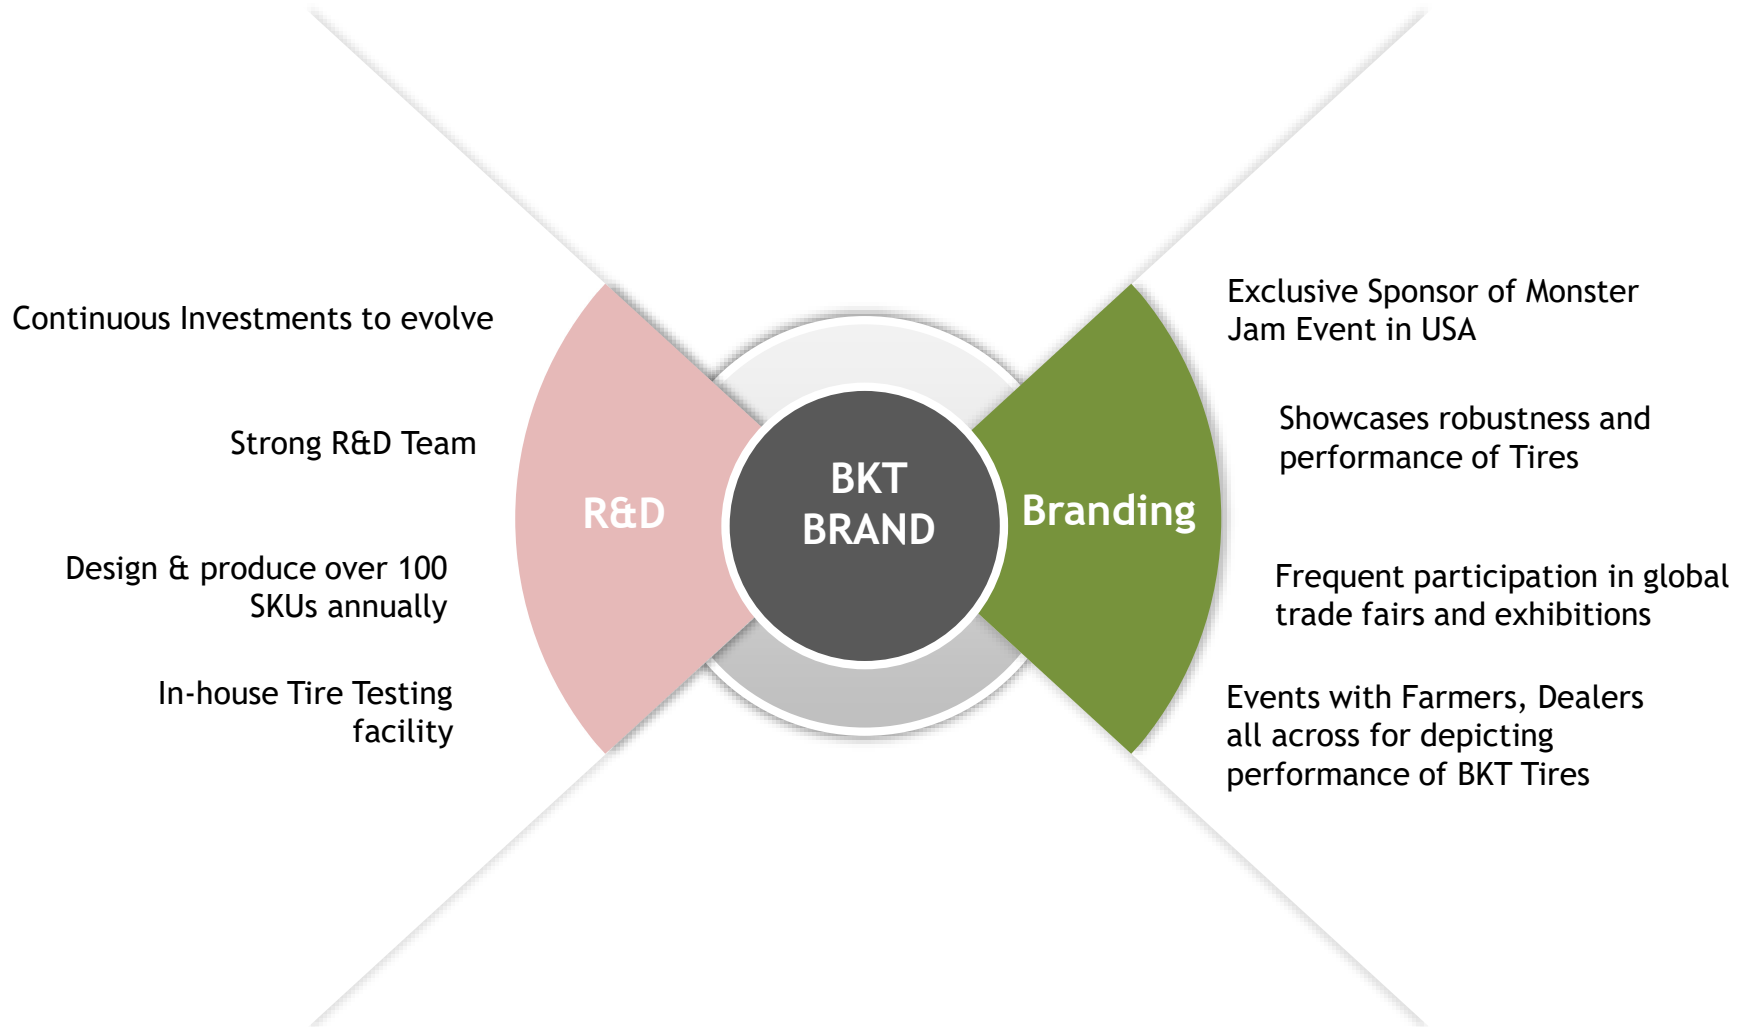 Continuous Investments to evolve
Strong R&D Team
Design & produce over 100
SKUs annually
In-house Tire Testing
facility
R&D
BKT
BRAND
Branding
Exclusive Sponsor of Monster
Jam Event in USA
Showcases robustness and
performance of Tires
Frequent participation in global
trade fairs and exhibitions
Events with Farmers, Dealers
all across for depicting
performance of BKT Tires